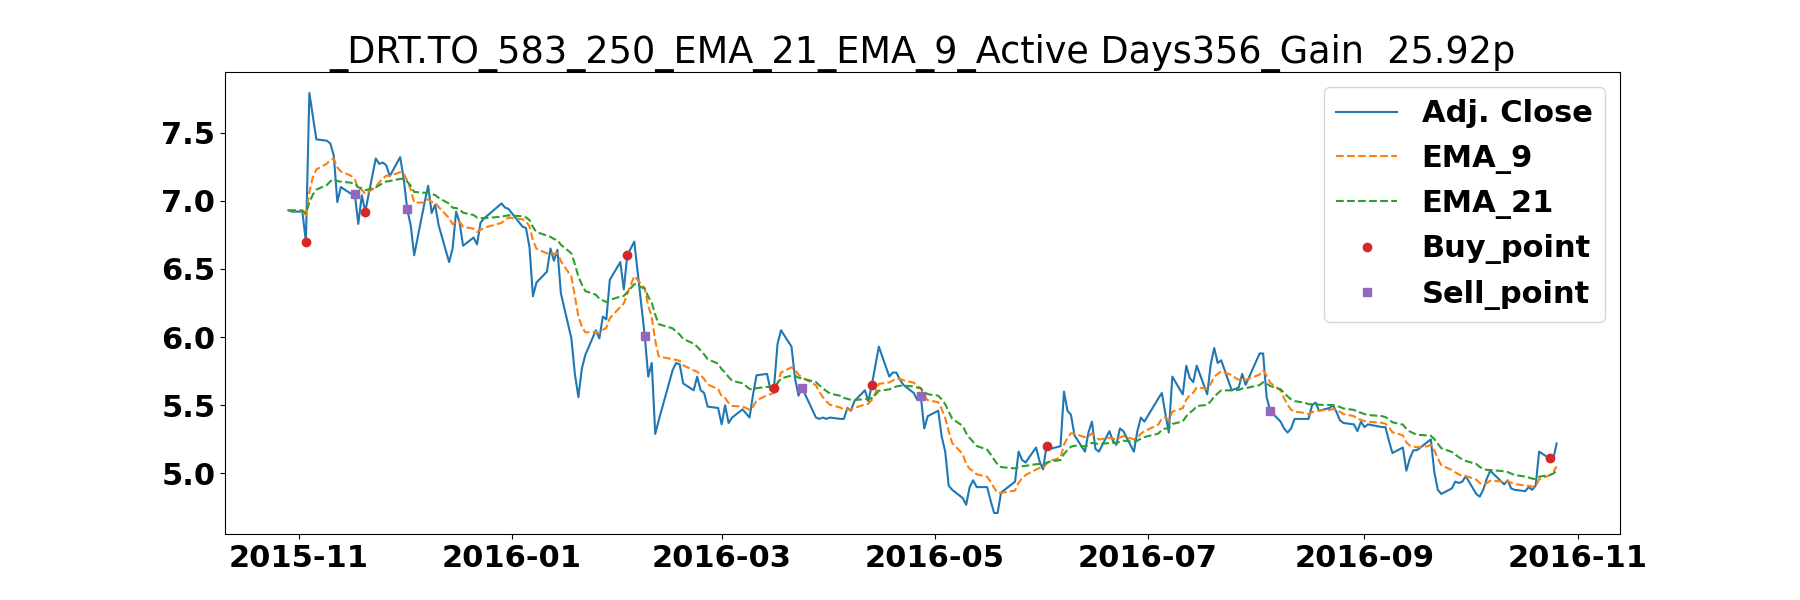 _DRT.TO_583_250_EMA_21_EMA_9_Active Days356_Gain  25.92p
Adj. Close
EMA_9
EMA_21
Buy_point
Sell_point
7.5
7.0
6.5
6.0
5.5
5.0
2015-11 2016-01 2016-03 2016-05 2016-07 2016-09 2016-11